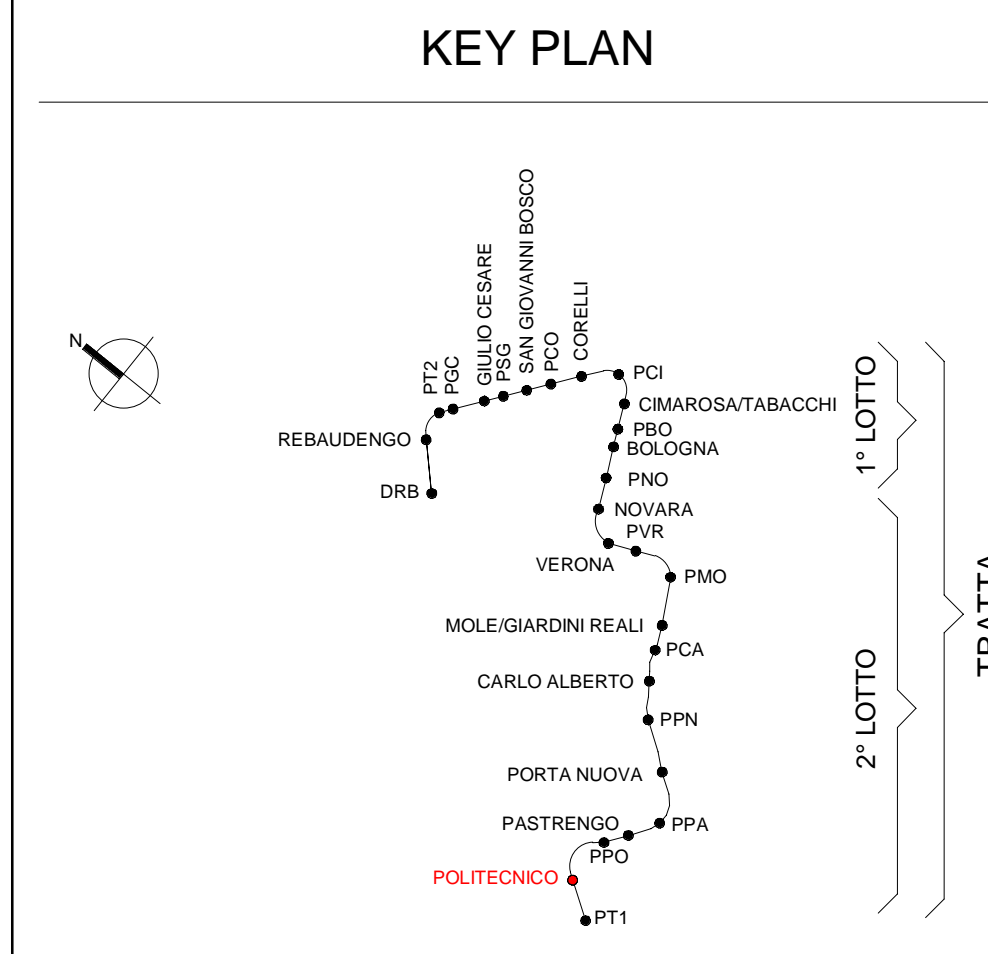 KEY PLAN
N
PT2
PGC
GIULIO CESARE
PSG
SAN GIOVANNI BOSCO
PCO
CORELLI
PCI
CIMAROSA/TABACCHI
PBO
BOLOGNA
PNO
NOVARA
PVR
VERONA
PMO
MOLE/GIARDINI REALI
PCA
CARLO ALBERTO
PPN
PORTA NUOVA
PPA
PASTRENGO
PPO
POLITECNICO
PT1
REBAUDENGO
DRB
1° LOTTO
2° LOTTO
TRATTA